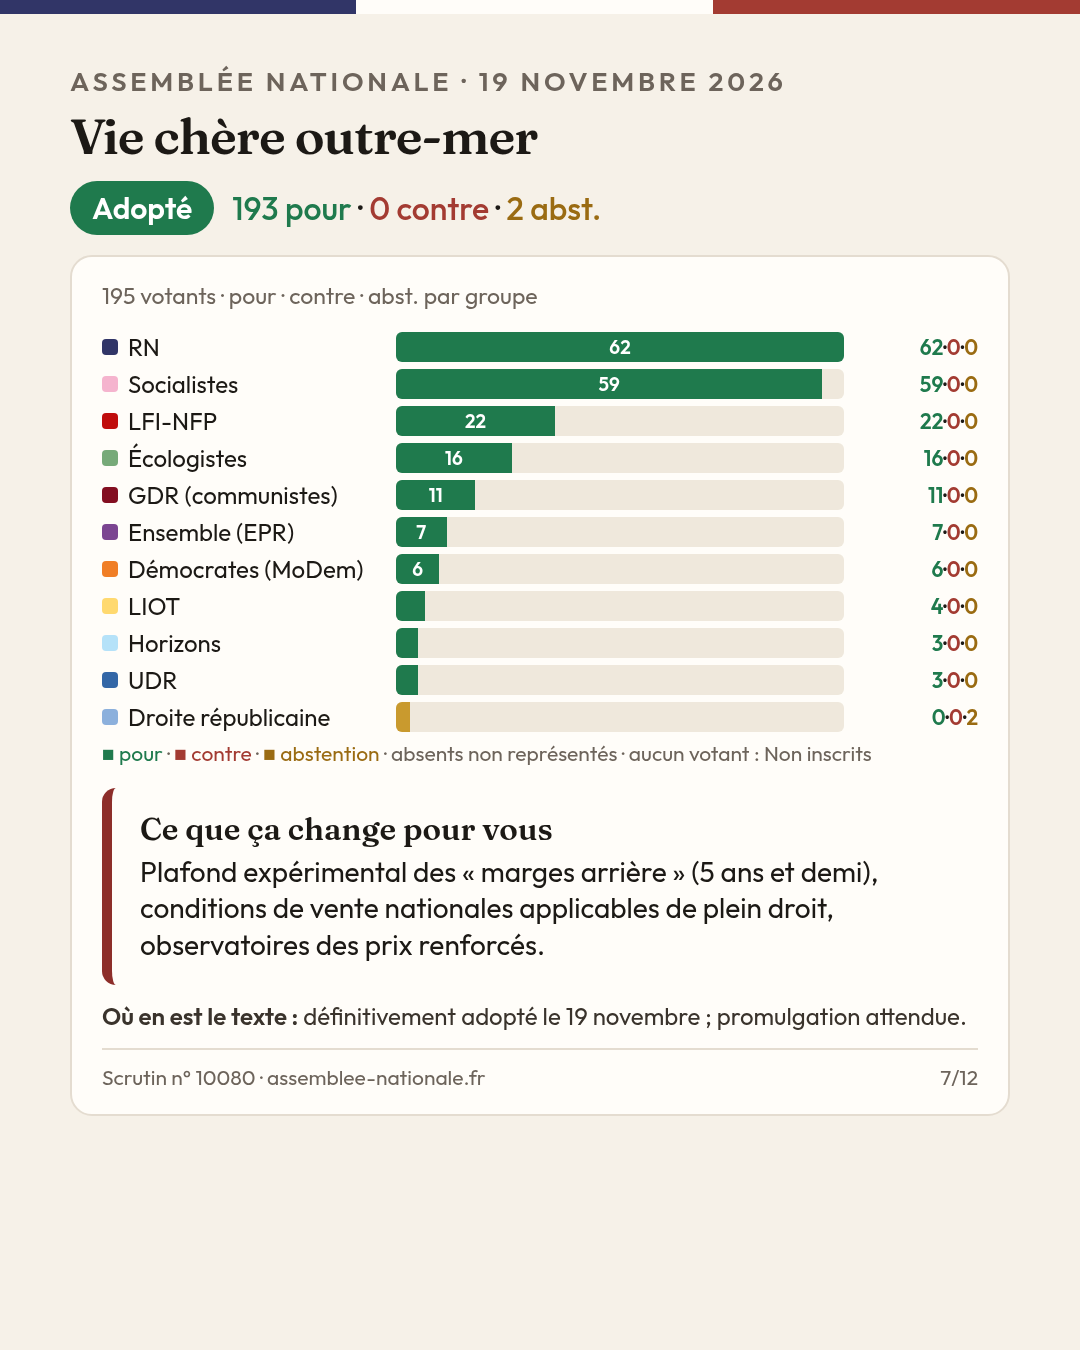 ASSEMBLÉE NATIONALE · 19 NOVEMBRE 2026
Vie chère outre-mer
Adopté 193 pour · 0 contre · 2 abst.
195 votants · pour · contre · abst. par groupe
RN 62 62·0·0
Socialistes 59 59·0·0
LFI-NFP 22 22·0·0
Écologistes 16 16·0·0
GDR (communistes) 11 11·0·0
Ensemble (EPR) 7 7·0·0
Démocrates (MoDem) 6 6·0·0
LIOT 4·0·0
Horizons 3·0·0
UDR 3·0·0
Droite républicaine 0·0·2
■ pour · ■ contre · ■ abstention · absents non représentés · aucun votant : Non inscrits
Ce que ça change pour vous
Plafond expérimental des « marges arrière » (5 ans et demi),
conditions de vente nationales applicables de plein droit,
observatoires des prix renforcés.
Où en est le texte : définitivement adopté le 19 novembre ; promulgation attendue.
Scrutin n° 10080 · assemblee-nationale.fr 7/12